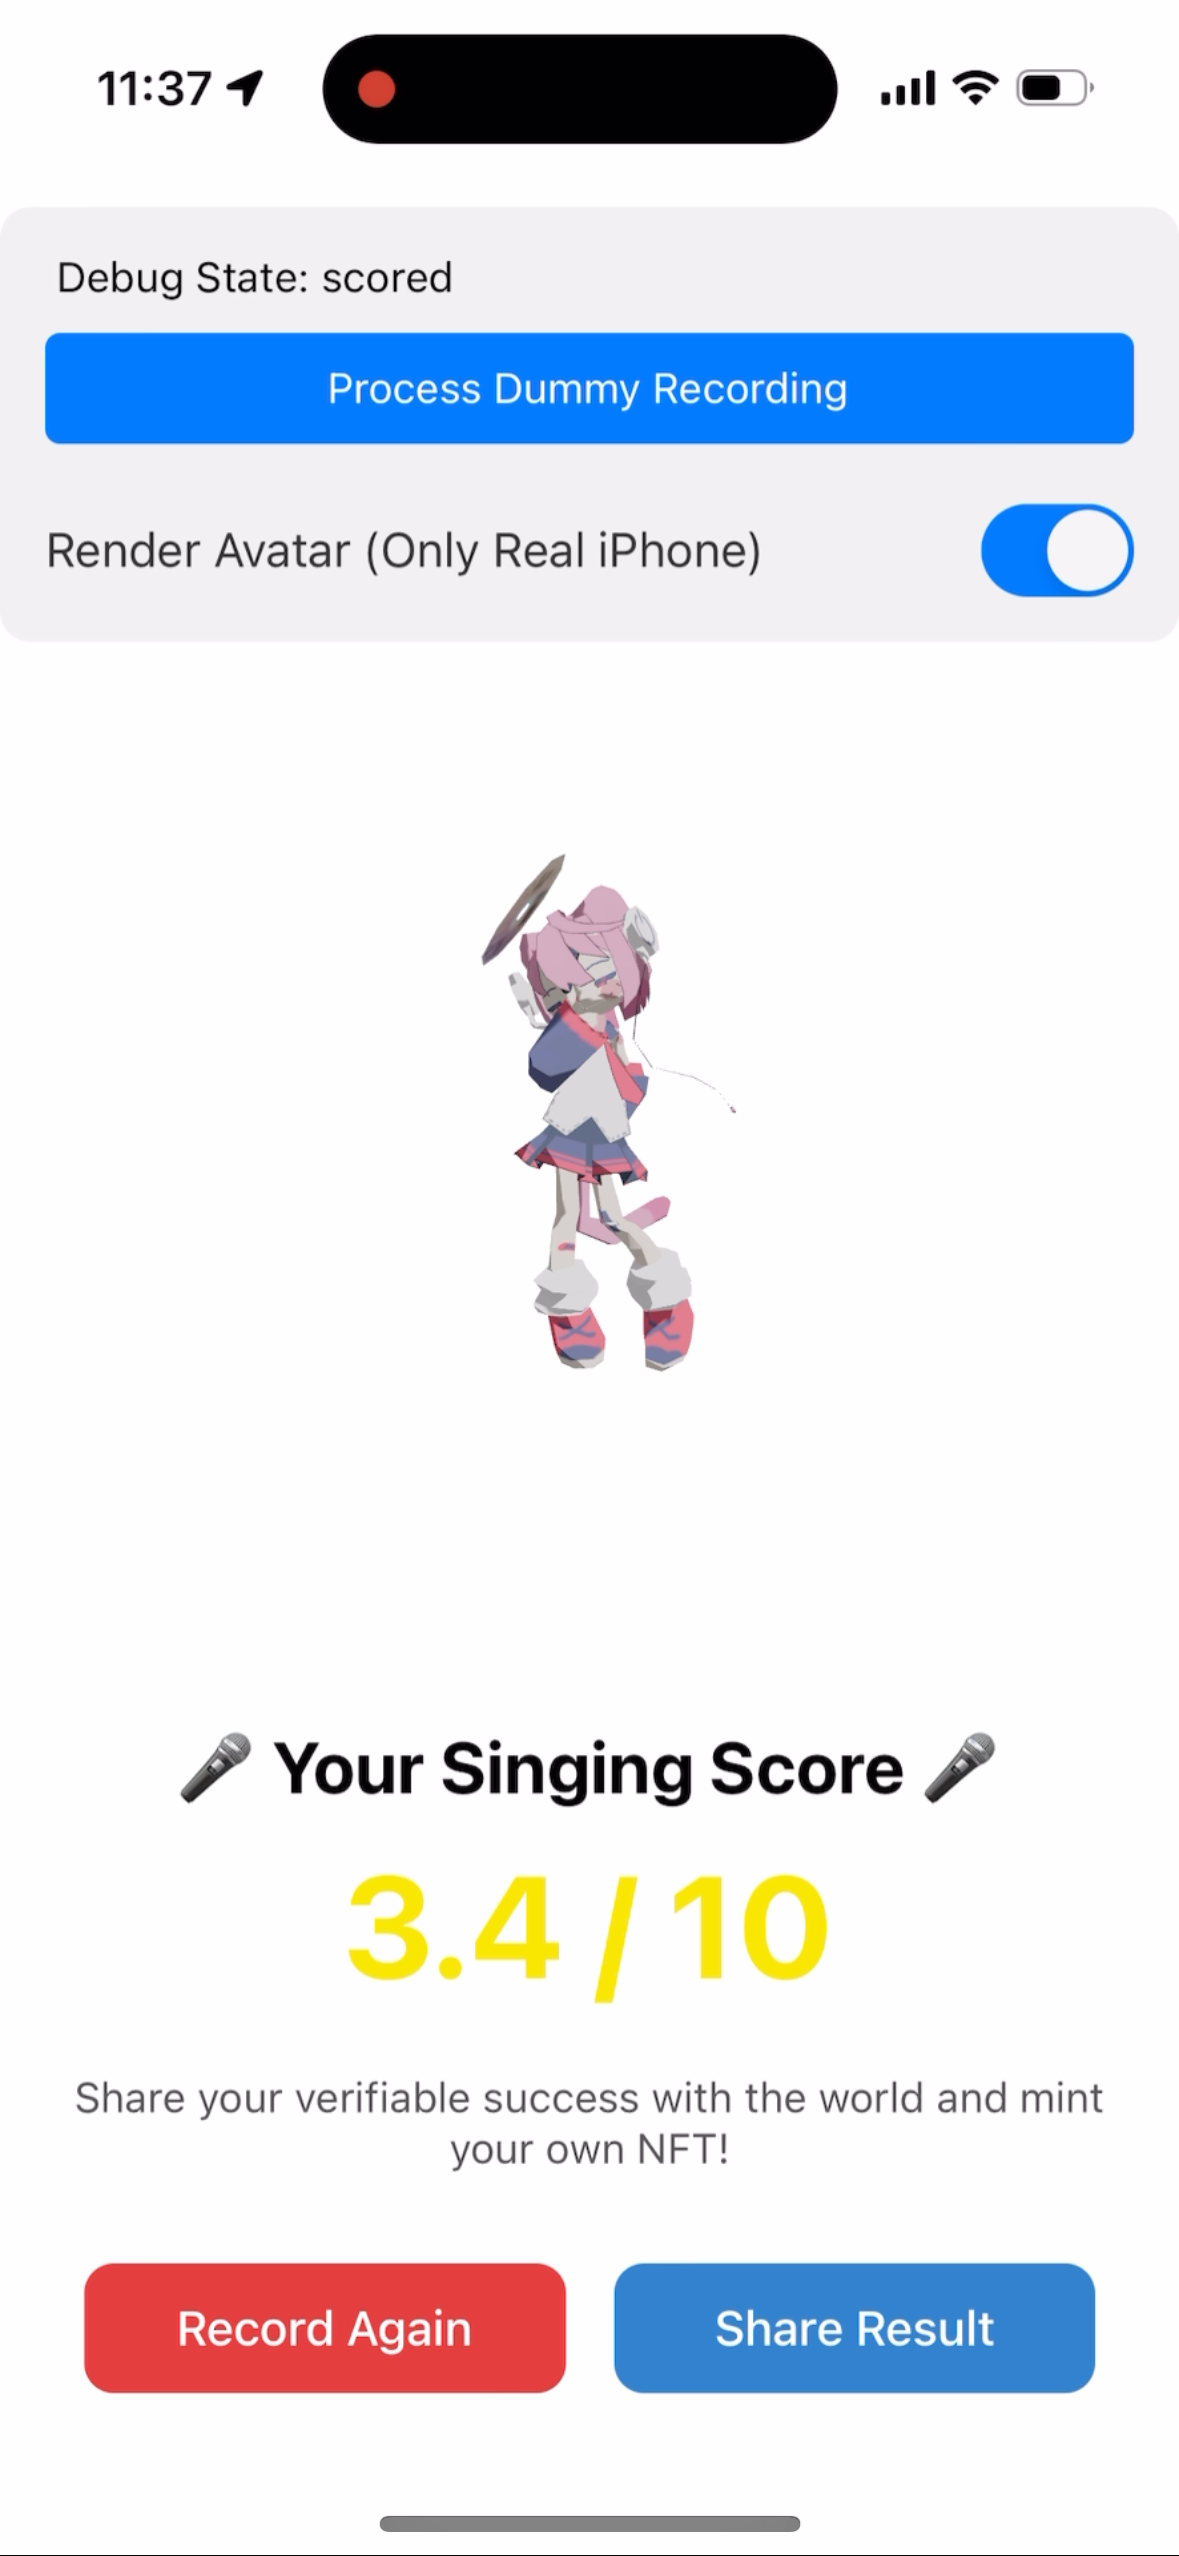 11:37
Debug State: scored
Process Dummy Recording
Render Avatar (Only Real iPhone)
🎤 Your Singing Score 🎤
3.4 / 10
Share your verifiable success with the world and mint
your own NFT!
Record Again
Share Result